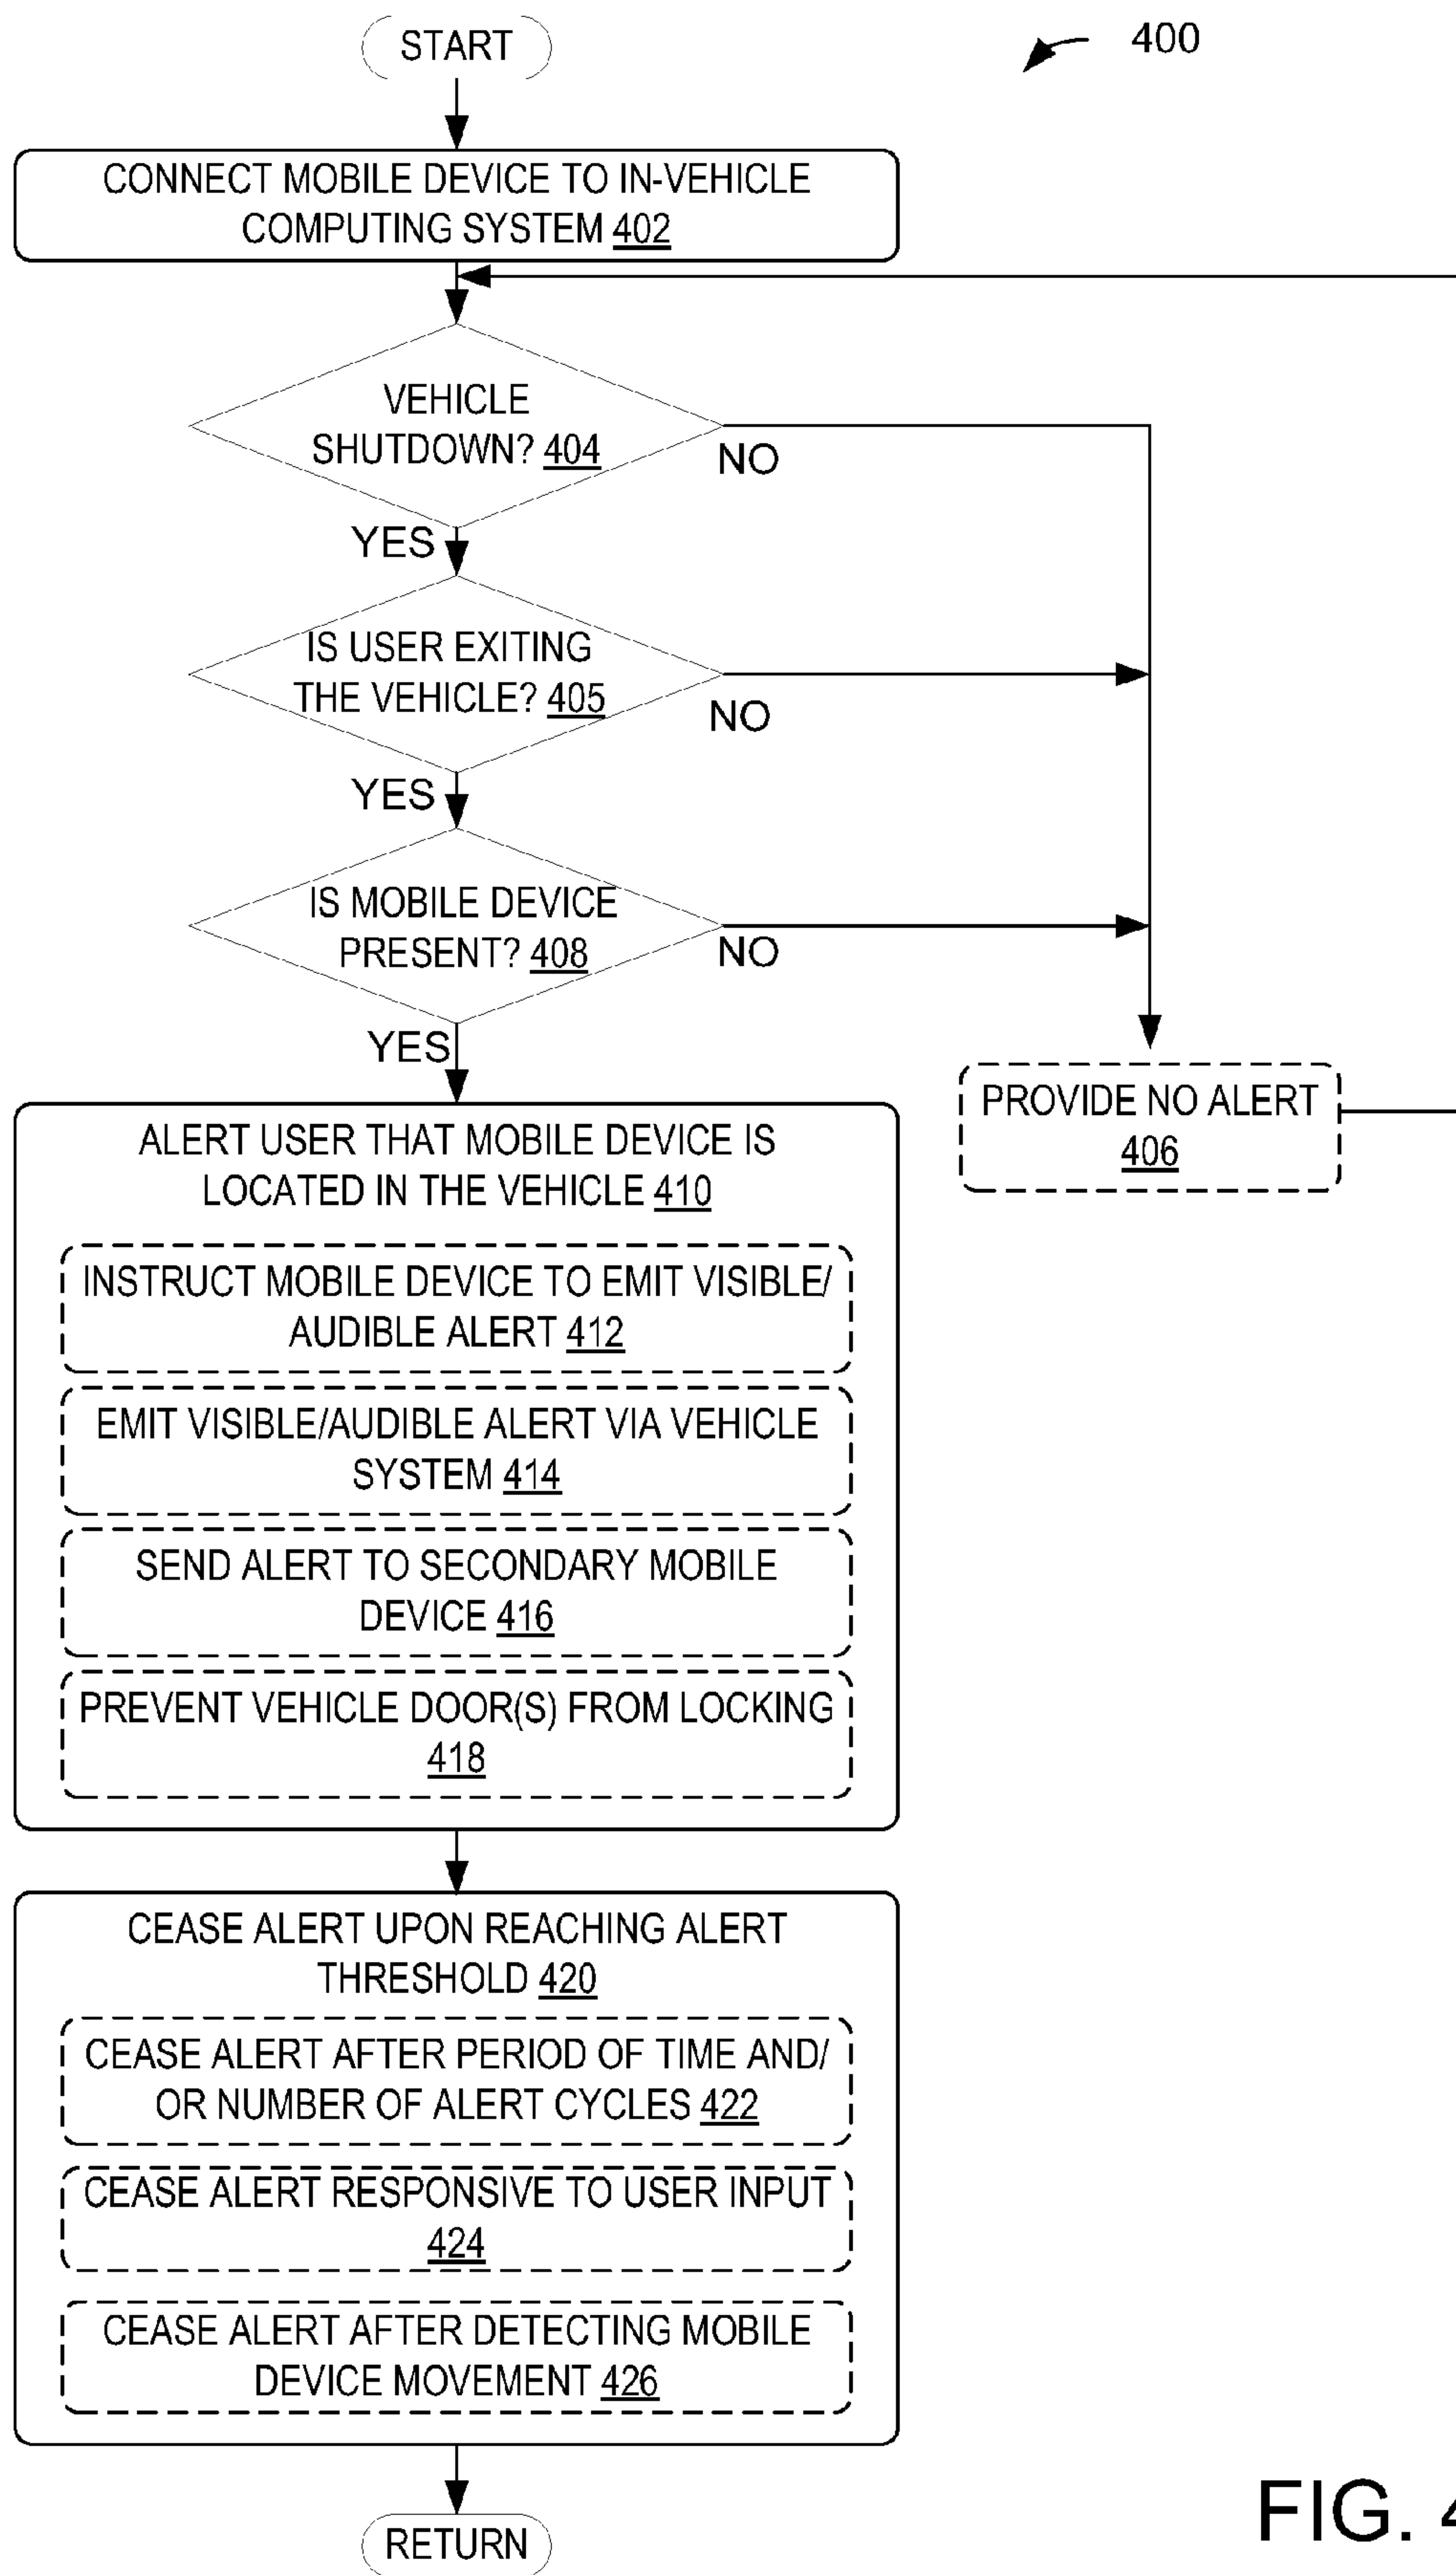 START
400
CONNECT MOBILE DEVICE TO IN-VEHICLE
COMPUTING SYSTEM 402
VEHICLE
SHUTDOWN? 404
NO
YES
IS USER EXITING
THE VEHICLE? 405
NO
YES
IS MOBILE DEVICE
PRESENT? 408
NO
YES
PROVIDE NO ALERT
406
ALERT USER THAT MOBILE DEVICE IS
LOCATED IN THE VEHICLE 410
INSTRUCT MOBILE DEVICE TO EMIT VISIBLE/
AUDIBLE ALERT 412
EMIT VISIBLE/AUDIBLE ALERT VIA VEHICLE
SYSTEM 414
SEND ALERT TO SECONDARY MOBILE
DEVICE 416
PREVENT VEHICLE DOOR(S) FROM LOCKING
418
CEASE ALERT UPON REACHING ALERT
THRESHOLD 420
CEASE ALERT AFTER PERIOD OF TIME AND/
OR NUMBER OF ALERT CYCLES 422
CEASE ALERT RESPONSIVE TO USER INPUT
424
CEASE ALERT AFTER DETECTING MOBILE
DEVICE MOVEMENT 426
RETURN
FIG. 4